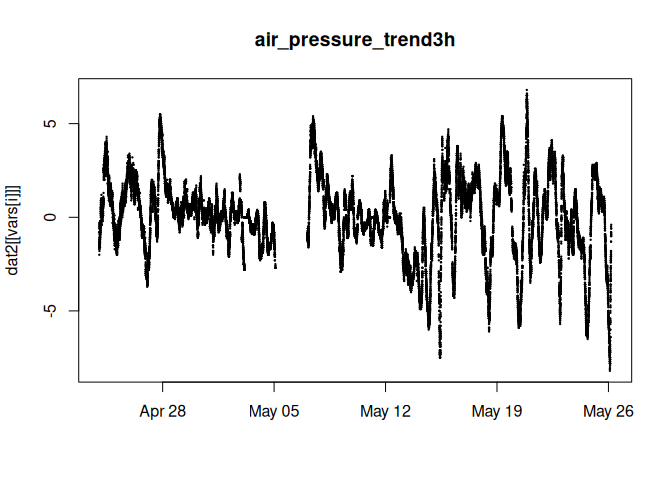 air_pressure_trend3h
dat2[[vars[i]]]
5
0
-5
Apr 28
May 05
May 12
May 19
May 26